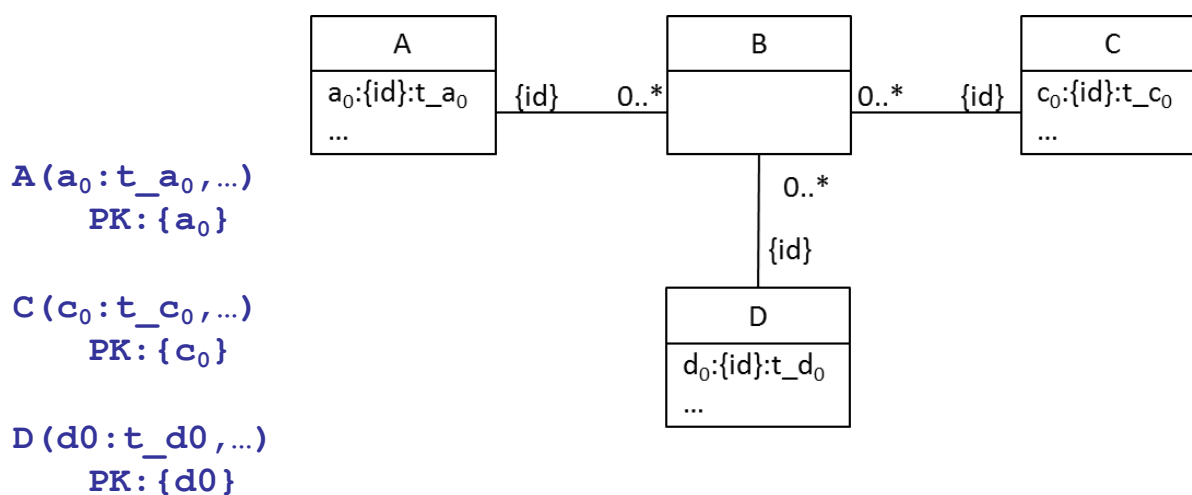 A
a₀:{id}:t_a₀
...
{id}
0..*
B
0..*
{id}
C
c₀:{id}:t_c₀
...
0..*
{id}
D
d₀:{id}:t_d₀
...
A(a₀:t_a₀,…)
PK:{a₀}
C(c₀:t_c₀,…)
PK:{c₀}
D(d0:t_d0,…)
PK:{d0}